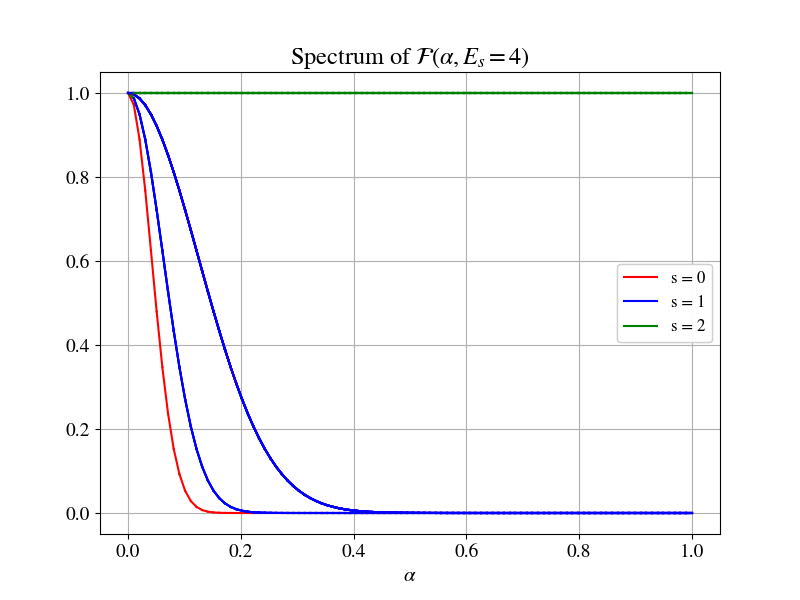 Spectrum of ℱ(α, E_s = 4)
1.0
0.8
0.6
0.4
0.2
0.0
s = 0
s = 1
s = 2
0.0 0.2 0.4 0.6 0.8 1.0
α